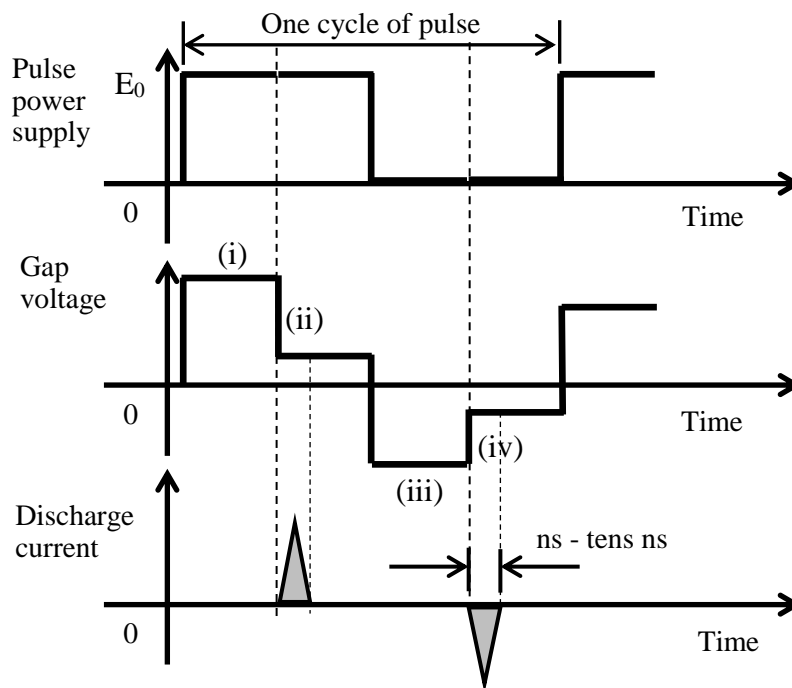 One cycle of pulse
Pulse
power
supply
E₀
0
Time
(i)
Gap
voltage
(ii)
0
Time
(iv)
(iii)
Discharge
current
ns - tens ns
0
Time